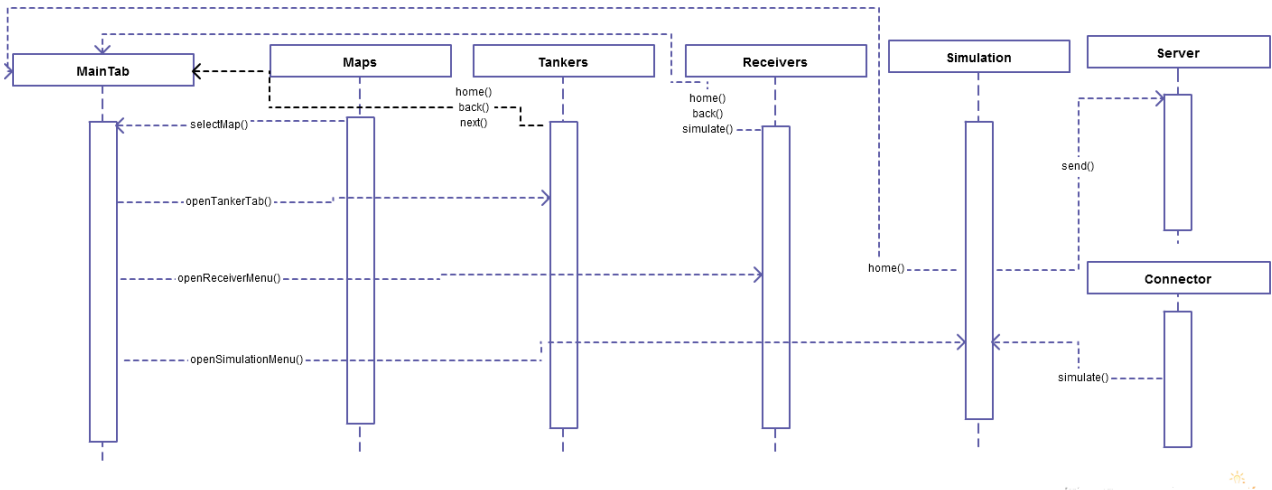 MainTab
Maps
Tankers
Receivers
Simulation
Server
home()
back()
next()
home()
back()
simulate()
selectMap()
send()
openTankerTab()
home()
openReceiverMenu()
Connector
openSimulationMenu()
simulate()